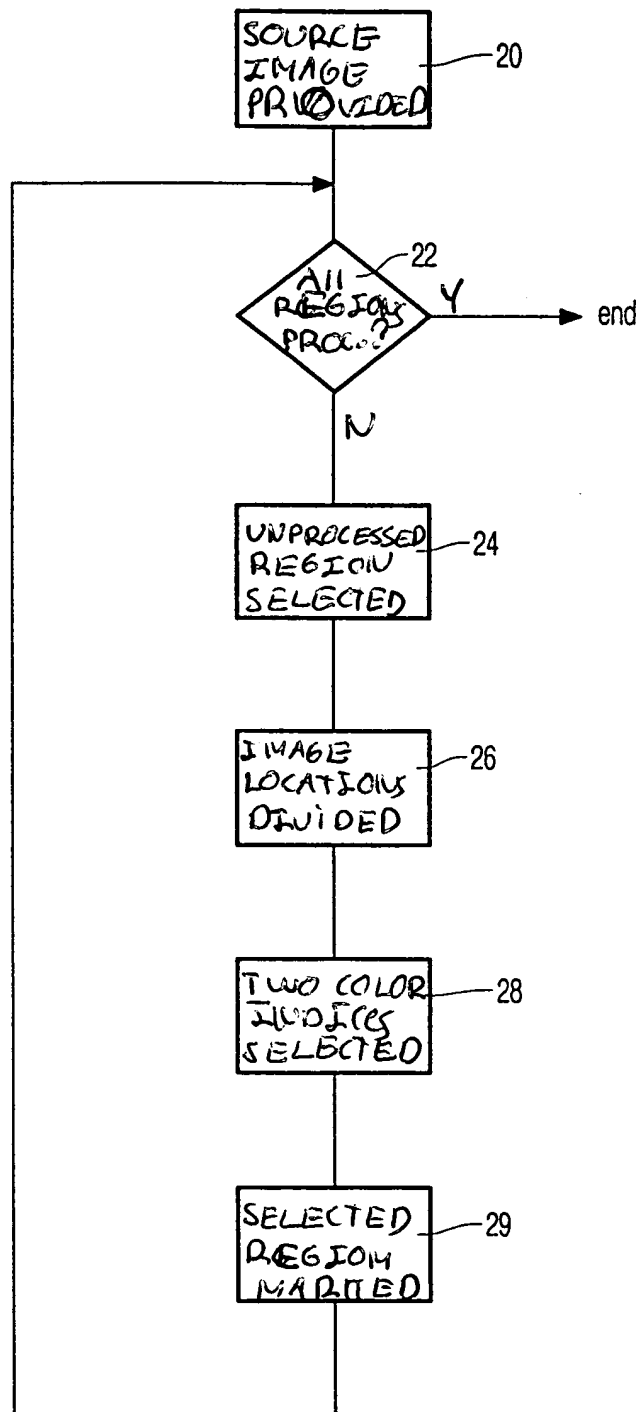 SOURCE
IMAGE
PROVIDED
20
22
All
REGIONS
PROC..?
Y
end
N
UNPROCESSED
REGION
SELECTED
24
IMAGE
LOCATIONS
DIVIDED
26
TWO COLOR
INDICES
SELECTED
28
SELECTED
REGION
MARKED
29